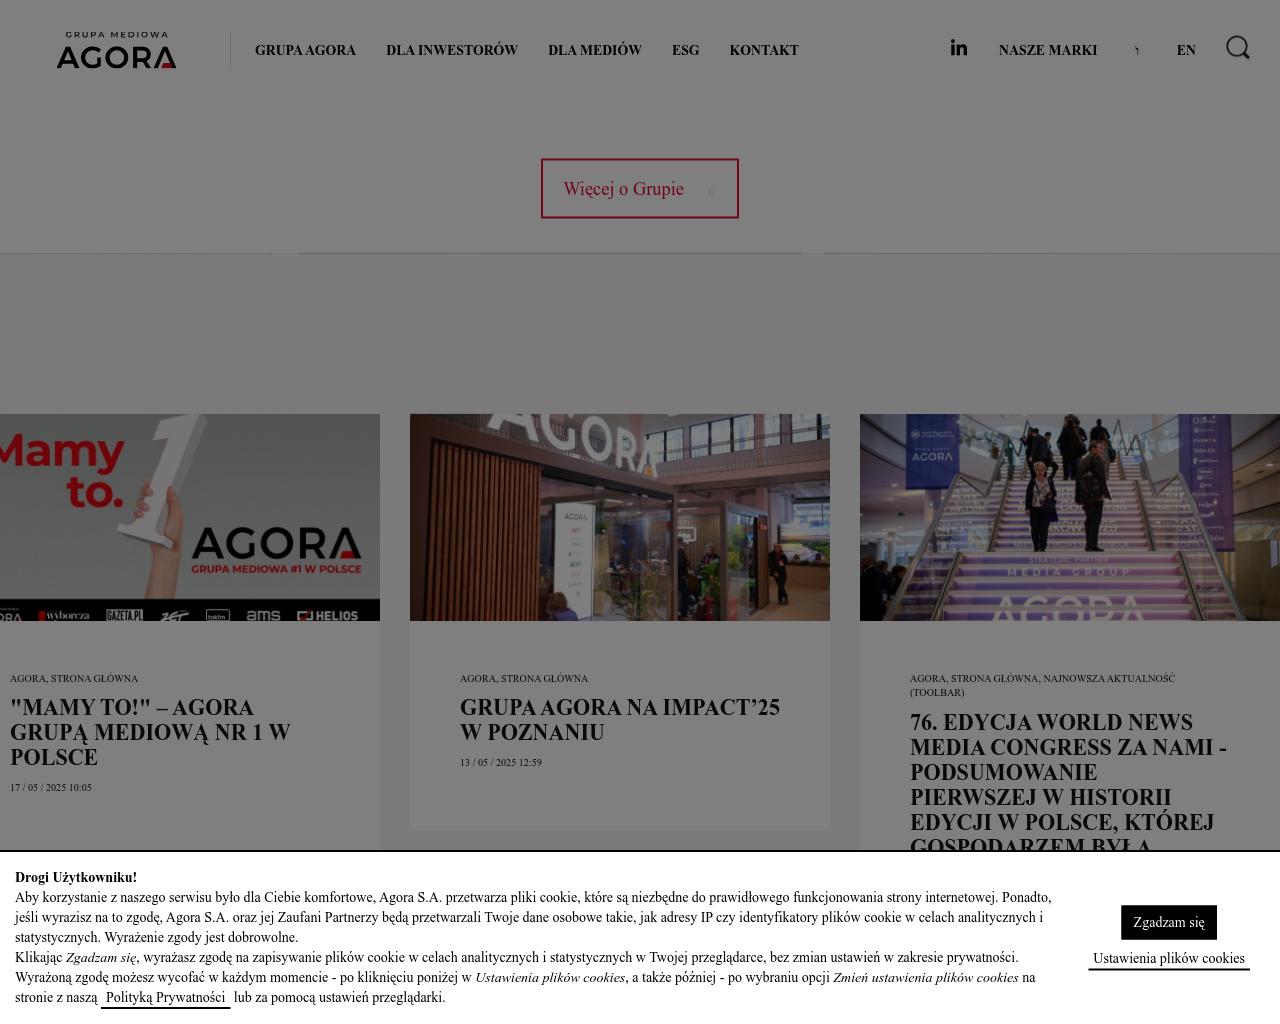 GRUPA MEDIOWA
AGORA
GRUPA AGORA DLA INWESTORÓW DLA MEDIÓW ESG KONTAKT
in NASZE MARKI EN
Więcej o Grupie
Mamy
to.
AGORA
GRUPA MEDIOWA #1 W POLSCE
wyborcza GAZETA.PL ZET tokfm ams HELIOS
AGORA
AGORA
AGORA
STRATEGIC PARTNER
MEDIA GROUP
AGORA
AGORA, STRONA GŁÓWNA
"MAMY TO!" – AGORA
GRUPĄ MEDIOWĄ NR 1 W
POLSCE
17 / 05 / 2025 10:05
AGORA, STRONA GŁÓWNA
GRUPA AGORA NA IMPACT’25
W POZNANIU
13 / 05 / 2025 12:59
AGORA, STRONA GŁÓWNA, NAJNOWSZA AKTUALNOŚĆ
(TOOLBAR)
76. EDYCJA WORLD NEWS
MEDIA CONGRESS ZA NAMI -
PODSUMOWANIE
PIERWSZEJ W HISTORII
EDYCJI W POLSCE, KTÓREJ
GOSPODARZEM BYŁA
Drogi Użytkowniku!
Aby korzystanie z naszego serwisu było dla Ciebie komfortowe, Agora S.A. przetwarza pliki cookie, które są niezbędne do prawidłowego funkcjonowania strony internetowej. Ponadto,
jeśli wyrazisz na to zgodę, Agora S.A. oraz jej Zaufani Partnerzy będą przetwarzali Twoje dane osobowe takie, jak adresy IP czy identyfikatory plików cookie w celach analitycznych i
statystycznych. Wyrażenie zgody jest dobrowolne.
Klikając Zgadzam się, wyrażasz zgodę na zapisywanie plików cookie w celach analitycznych i statystycznych w Twojej przeglądarce, bez zmian ustawień w zakresie prywatności.
Wyrażoną zgodę możesz wycofać w każdym momencie - po kliknięciu poniżej w Ustawienia plików cookies, a także później - po wybraniu opcji Zmień ustawienia plików cookies na
stronie z naszą Polityką Prywatności lub za pomocą ustawień przeglądarki.
Zgadzam się
Ustawienia plików cookies